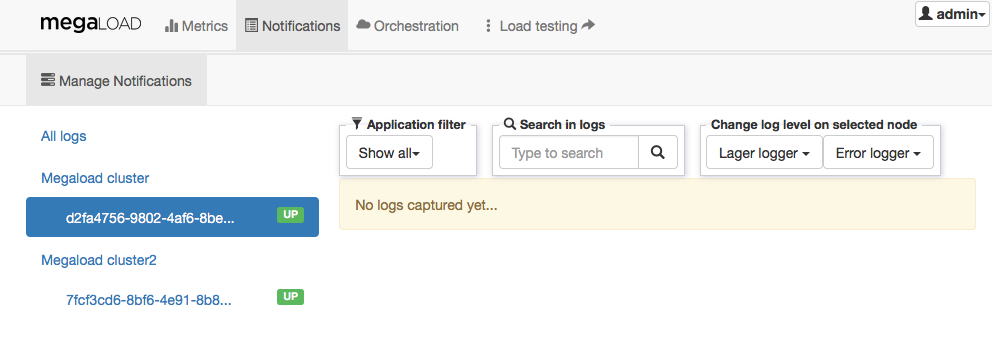 megaLOAD Metrics Notifications Orchestration Load testing admin
Manage Notifications
All logs
Megaload cluster
d2fa4756-9802-4af6-8be... UP
Megaload cluster2
7fcf3cd6-8bf6-4e91-8b8... UP
Application filter
Show all
Search in logs
Type to search
Change log level on selected node
Lager logger Error logger
No logs captured yet...